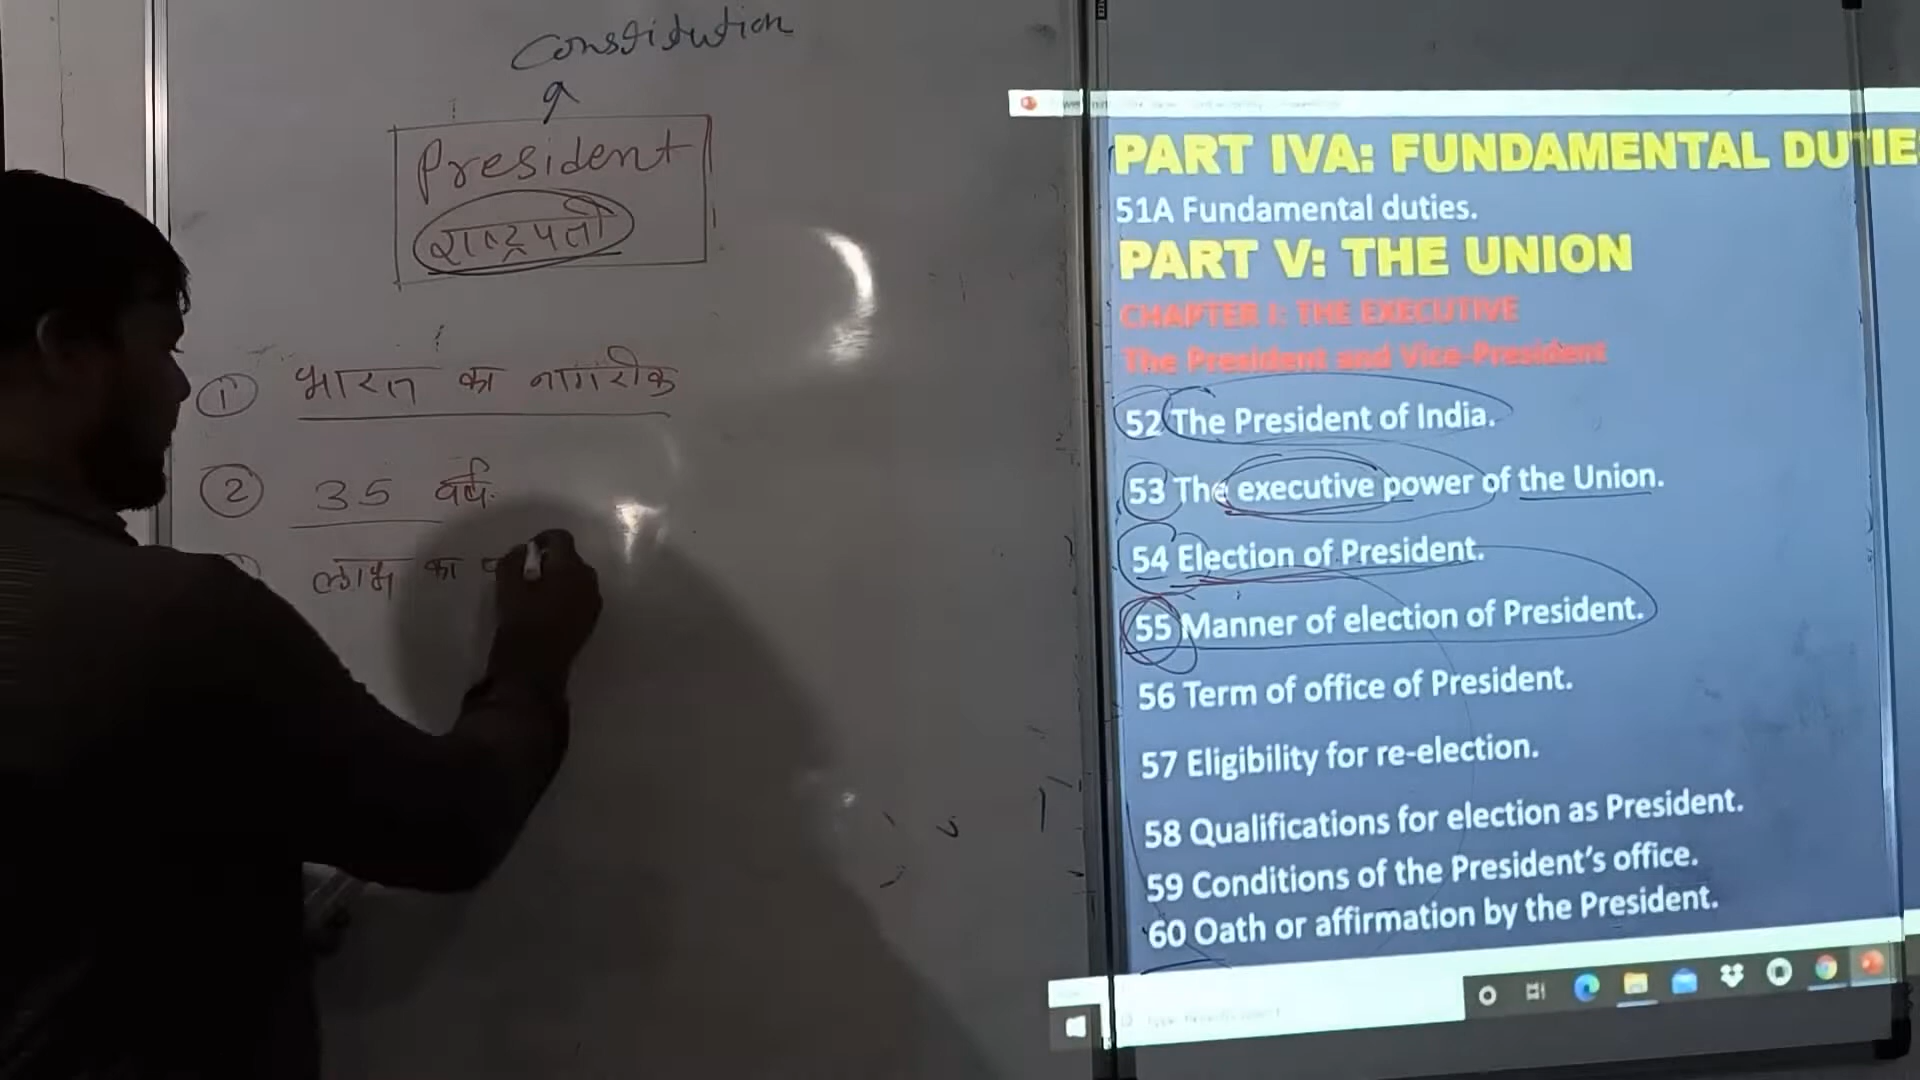 Constitution
President
राष्ट्रपती
1 भारत का नागरीक
2 35 वर्ष
लाभ का
PART IVA: FUNDAMENTAL DUTIE
51A Fundamental duties.
PART V: THE UNION
CHAPTER I: THE EXECUTIVE
The President and Vice-President
52 The President of India.
53 The executive power of the Union.
54 Election of President.
55 Manner of election of President.
56 Term of office of President.
57 Eligibility for re-election.
58 Qualifications for election as President.
59 Conditions of the President's office.
60 Oath or affirmation by the President.